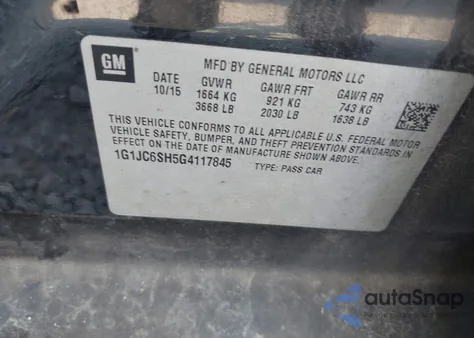 GM
MFD BY GENERAL MOTORS LLC
DATE GVWR GAWR FRT GAWR RR
10/15 1664 KG 921 KG 743 KG
3668 LB 2030 LB 1638 LB
THIS VEHICLE CONFORMS TO ALL APPLICABLE U.S. FEDERAL MOTOR
VEHICLE SAFETY, BUMPER, AND THEFT PREVENTION STANDARDS IN
EFFECT ON THE DATE OF MANUFACTURE SHOWN ABOVE.
1G1JC6SH5G4117845 TYPE: PASS CAR
autoSnap